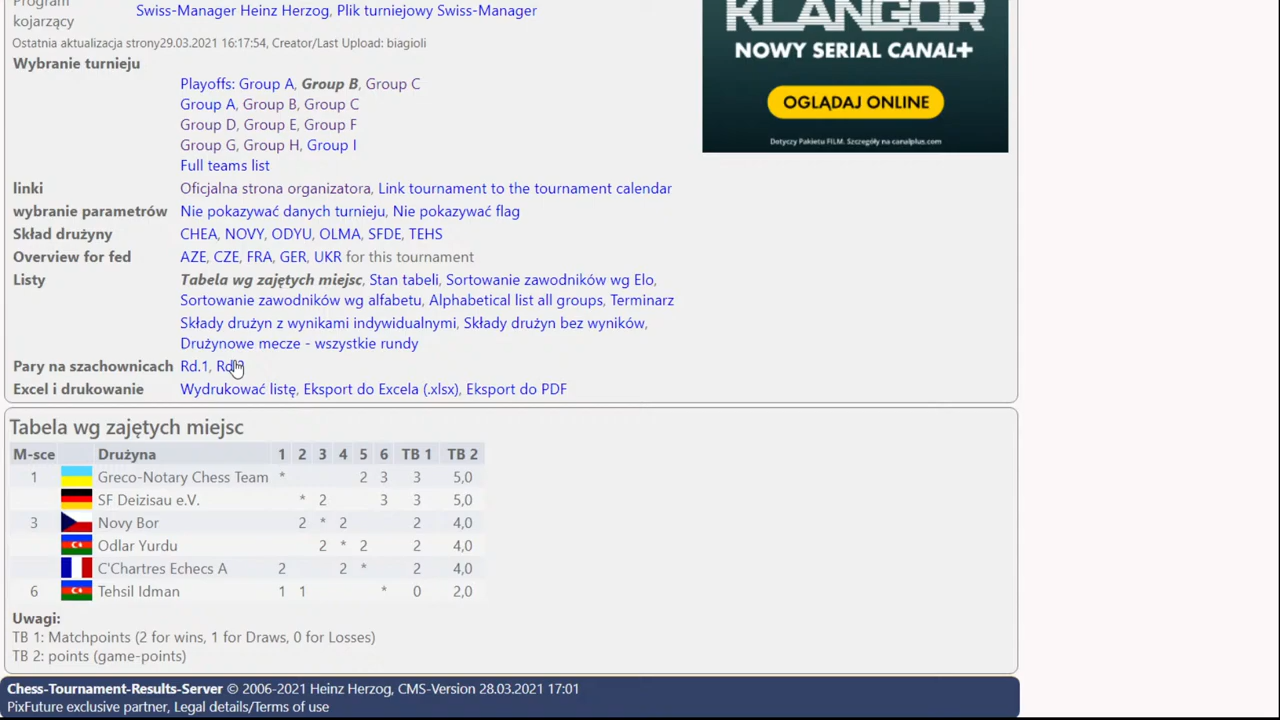 Program
kojarzący
Swiss-Manager Heinz Herzog, Plik turniejowy Swiss-Manager
Ostatnia aktualizacja strony29.03.2021 16:17:54, Creator/Last Upload: biagioli
Wybranie turnieju
Playoffs: Group A, Group B, Group C
Group A, Group B, Group C
Group D, Group E, Group F
Group G, Group H, Group I
Full teams list
linki Oficjalna strona organizatora, Link tournament to the tournament calendar
wybranie parametrów Nie pokazywać danych turnieju, Nie pokazywać flag
Skład drużyny CHEA, NOVY, ODYU, OLMA, SFDE, TEHS
Overview for fed AZE, CZE, FRA, GER, UKR for this tournament
Listy Tabela wg zajętych miejsc, Stan tabeli, Sortowanie zawodników wg Elo,
Sortowanie zawodników wg alfabetu, Alphabetical list all groups, Terminarz
Składy drużyn z wynikami indywidualnymi, Składy drużyn bez wyników,
Drużynowe mecze - wszystkie rundy
Pary na szachownicach Rd.1,
Excel i drukowanie Wydrukować listę, Eksport do Excela (.xlsx), Eksport do PDF
KLANGOR
NOWY SERIAL CANAL+
OGLĄDAJ ONLINE
Dotyczy Pakietu FILM. Szczegóły na canalplus.com
Tabela wg zajętych miejsc
M-sce Drużyna 1 2 3 4 5 6 TB 1 TB 2
1 Greco-Notary Chess Team * 2 3 3 5,0
SF Deizisau e.V. * 2 3 3 5,0
3 Novy Bor 2 * 2 2 4,0
Odlar Yurdu 2 * 2 2 4,0
C'Chartres Echecs A 2 2 * 2 4,0
6 Tehsil Idman 1 1 * 0 2,0
Uwagi:
TB 1: Matchpoints (2 for wins, 1 for Draws, 0 for Losses)
TB 2: points (game-points)
Chess-Tournament-Results-Server © 2006-2021 Heinz Herzog, CMS-Version 28.03.2021 17:01
PixFuture exclusive partner, Legal details/Terms of use